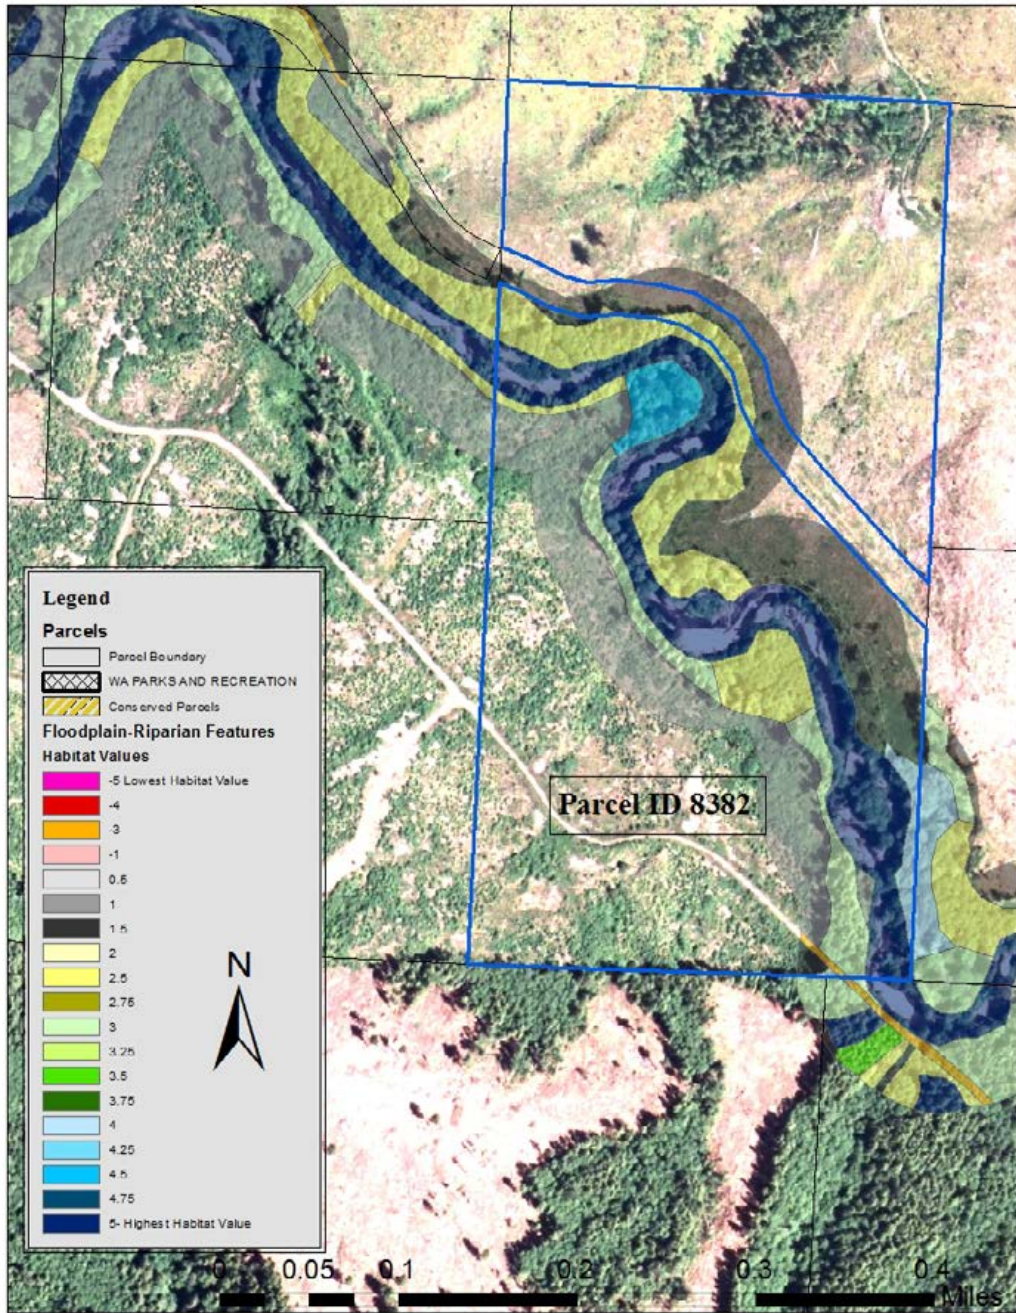 Parcel ID 8382
Legend
Parcels
Parcel Boundary
WA PARKS AND RECREATION
Conserved Parcels
Floodplain-Riparian Features
Habitat Values
-5 Lowest Habitat Value
-4
-3
-1
0.5
1
1.5
2
2.5
2.75
3
3.25
3.5
3.75
4
4.25
4.5
4.75
5- Highest Habitat Value
N
0 0.05 0.1 0.2 0.3 0.4
Miles